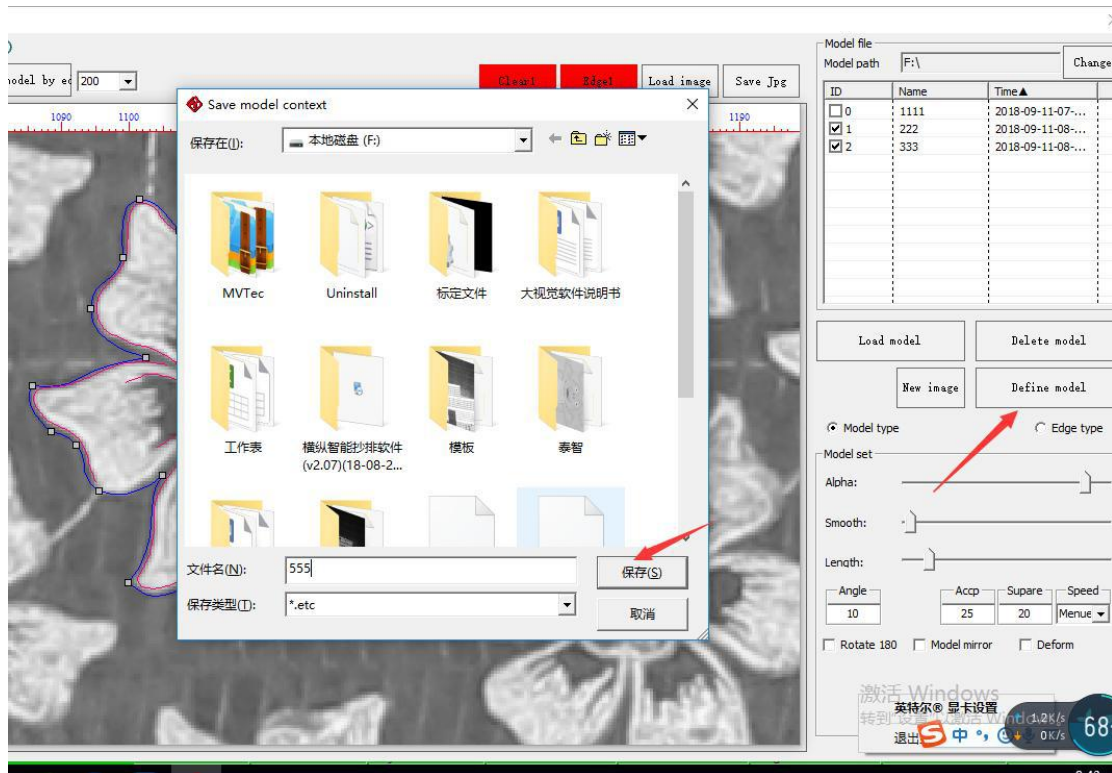 Model file
Model path F:\ Change
200
Clear1 Edge1 Load image Save Jpg
1090 1100 1190
ID Name Time▲
0 1111 2018-09-11-07-...
1 222 2018-09-11-08-...
2 333 2018-09-11-08-...
Save model context
保存在(I): 本地磁盘 (F:)
MVTec Uninstall 标定文件 大视觉软件说明书
工作表 横纵智能抄排软件 模板 泰智
(v2.07)(18-08-2...
文件名(N): 555 保存(S)
保存类型(T): *.etc 取消
Load model Delete model
New image Define model
Model type Edge type
Model set
Alpha:
Smooth:
Length:
Angle Accp Supare Speed
10 25 20 Menue
Rotate 180 Model mirror Deform
激活 Windows
英特尔® 显卡设置
转到
退出 中
1.2K/s
0K/s
68